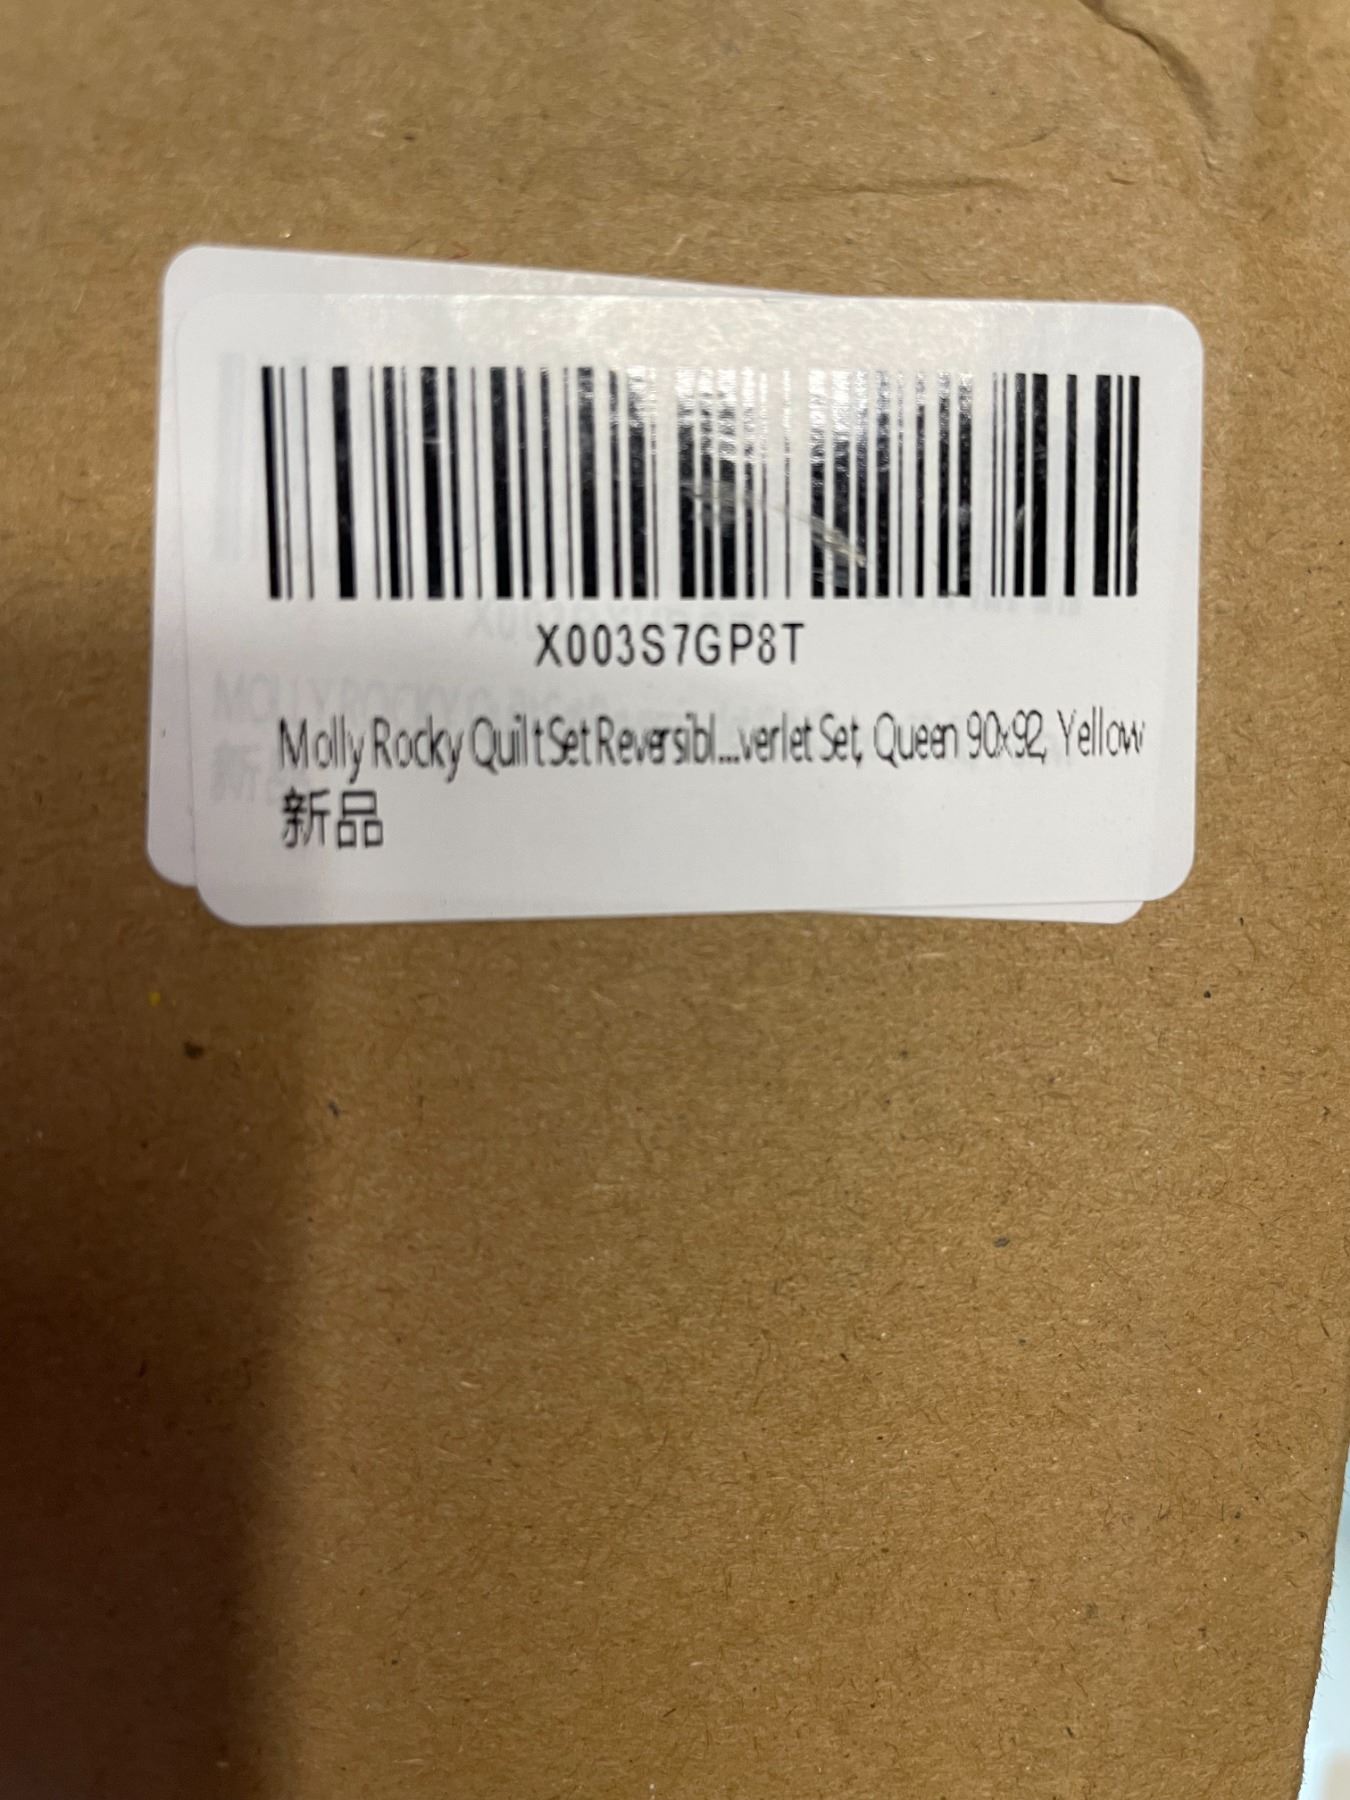 X003S7GP8T
Molly Rocky Quilt Set Reversibl...verlet Set, Queen 90x92, Yellow
新品